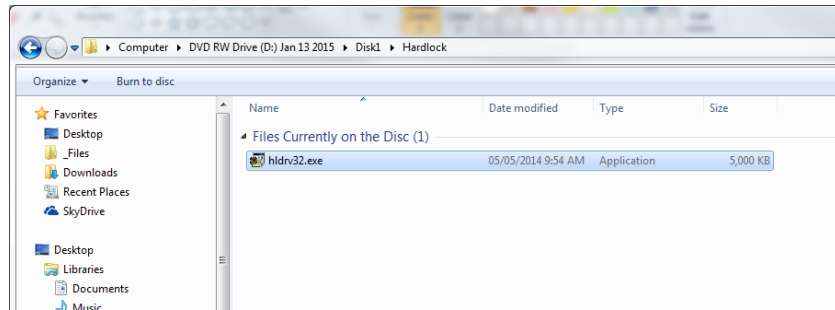 Computer ▸ DVD RW Drive (D:) Jan 13 2015 ▸ Disk1 ▸ Hardlock
Organize ▾ Burn to disc
Favorites
Desktop
_Files
Downloads
Recent Places
SkyDrive
Desktop
Libraries
Documents
Music
Name Date modified Type Size
Files Currently on the Disc (1)
hldrv32.exe 05/05/2014 9:54 AM Application 5,000 KB